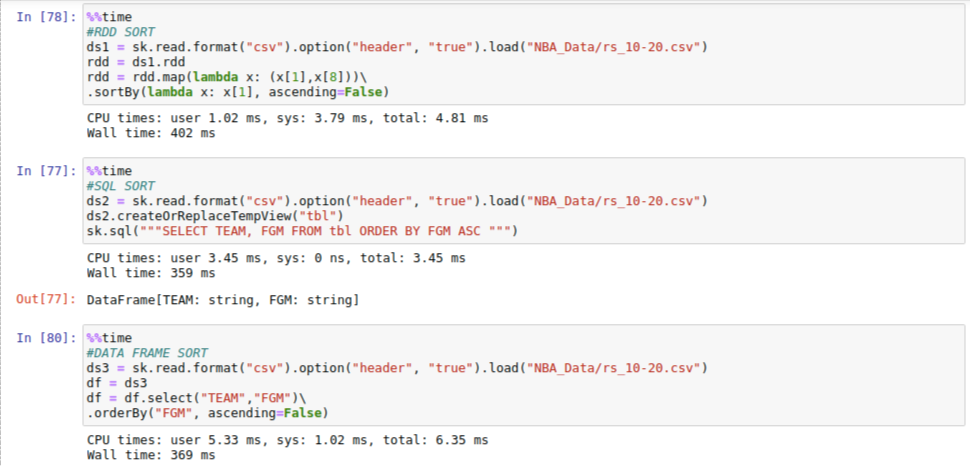 In [78]: %%time
#RDD SORT
ds1 = sk.read.format("csv").option("header", "true").load("NBA_Data/rs_10-20.csv")
rdd = ds1.rdd
rdd = rdd.map(lambda x: (x[1],x[8]))\
.sortBy(lambda x: x[1], ascending=False)
CPU times: user 1.02 ms, sys: 3.79 ms, total: 4.81 ms
Wall time: 402 ms
In [77]: %%time
#SQL SORT
ds2 = sk.read.format("csv").option("header", "true").load("NBA_Data/rs_10-20.csv")
ds2.createOrReplaceTempView("tbl")
sk.sql("""SELECT TEAM, FGM FROM tbl ORDER BY FGM ASC """)
CPU times: user 3.45 ms, sys: 0 ns, total: 3.45 ms
Wall time: 359 ms
Out[77]: DataFrame[TEAM: string, FGM: string]
In [80]: %%time
#DATA FRAME SORT
ds3 = sk.read.format("csv").option("header", "true").load("NBA_Data/rs_10-20.csv")
df = ds3
df = df.select("TEAM","FGM")\
.orderBy("FGM", ascending=False)
CPU times: user 5.33 ms, sys: 1.02 ms, total: 6.35 ms
Wall time: 369 ms